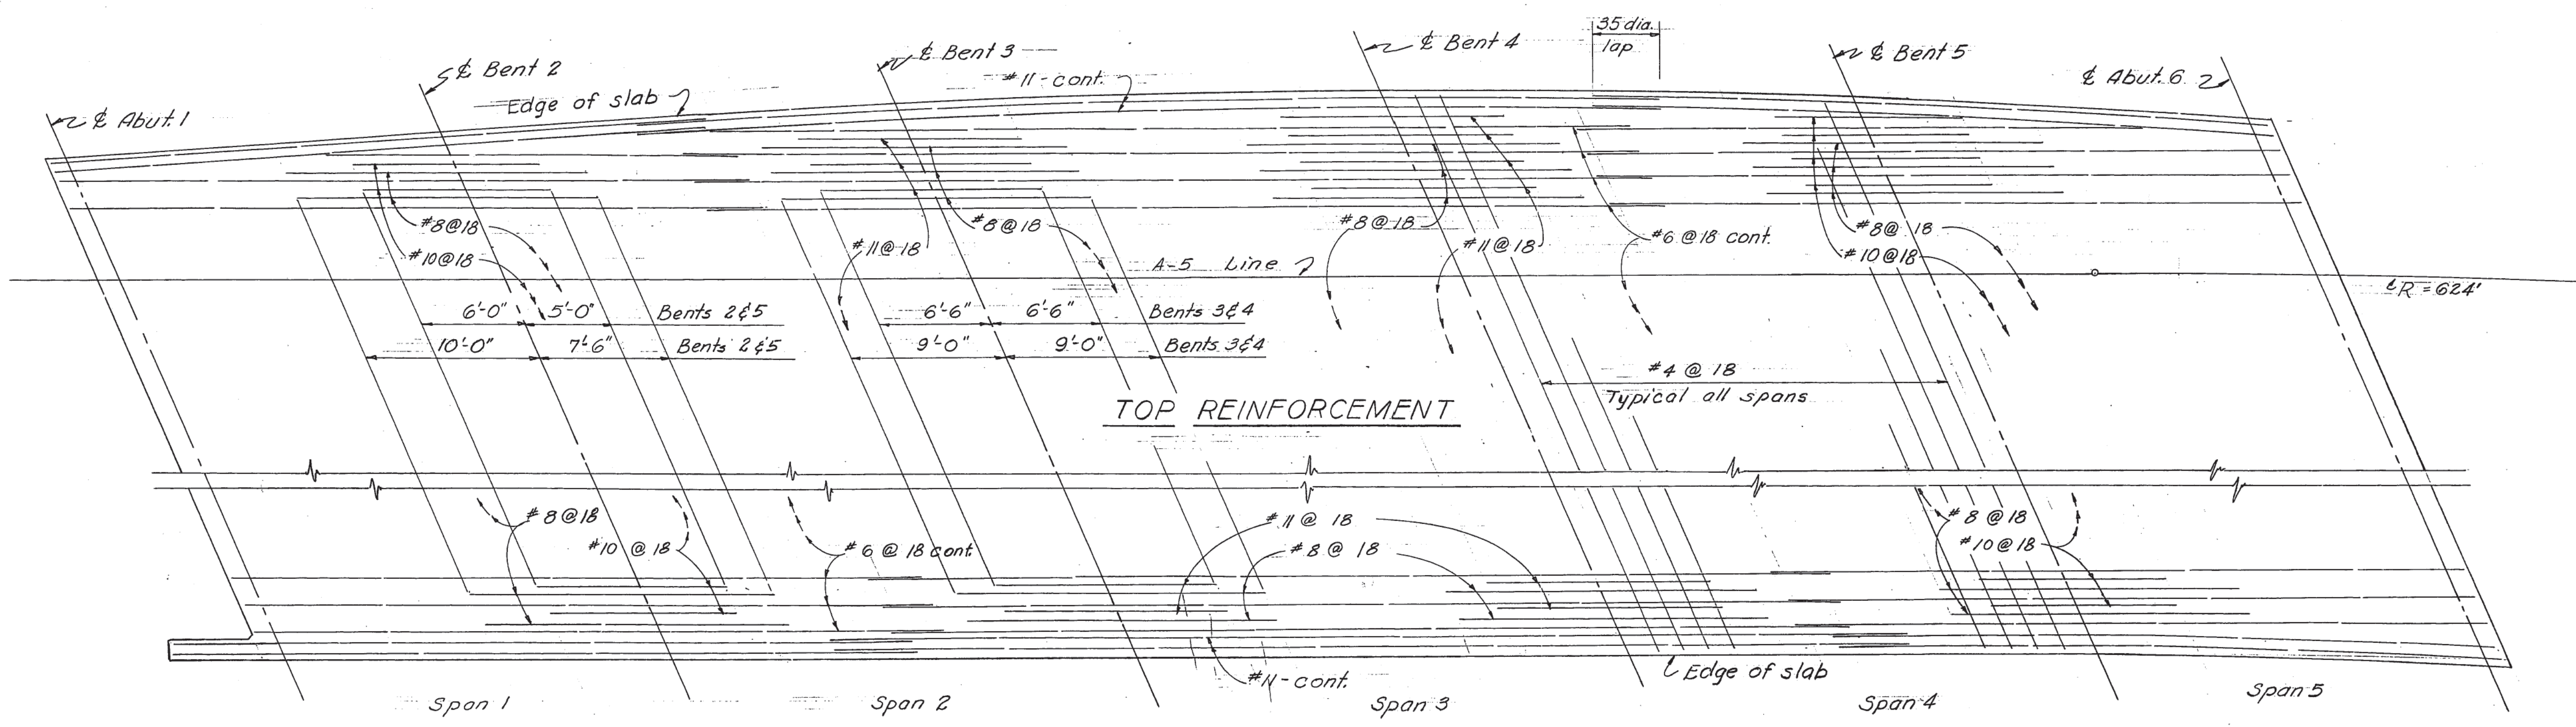 35 dia.
lap
℄ Bent 2
℄ Bent 3
℄ Bent 4
℄ Bent 5
℄ Abut. 6
#11-cont.
Edge of slab
℄ Abut. 1
#8@18
#10@18
#11@18
#8@18
#8@18
#11@18
#6@18 cont.
#8@18
#10@18
A-5 Line
R=624'
6'-0" 5'-0" Bents 2&5
10'-0" 7'-6" Bents 2&5
6'-6" 6'-6" Bents 3&4
9'-0" 9'-0" Bents 3&4
#4 @ 18
Typical all spans
TOP REINFORCEMENT
#8@18
#10 @ 18
#6 @ 18 cont.
#11 @ 18
#8 @ 18
#8 @ 18
#10@18
#11-cont.
Edge of slab
Span 1
Span 2
Span 3
Span 4
Span 5